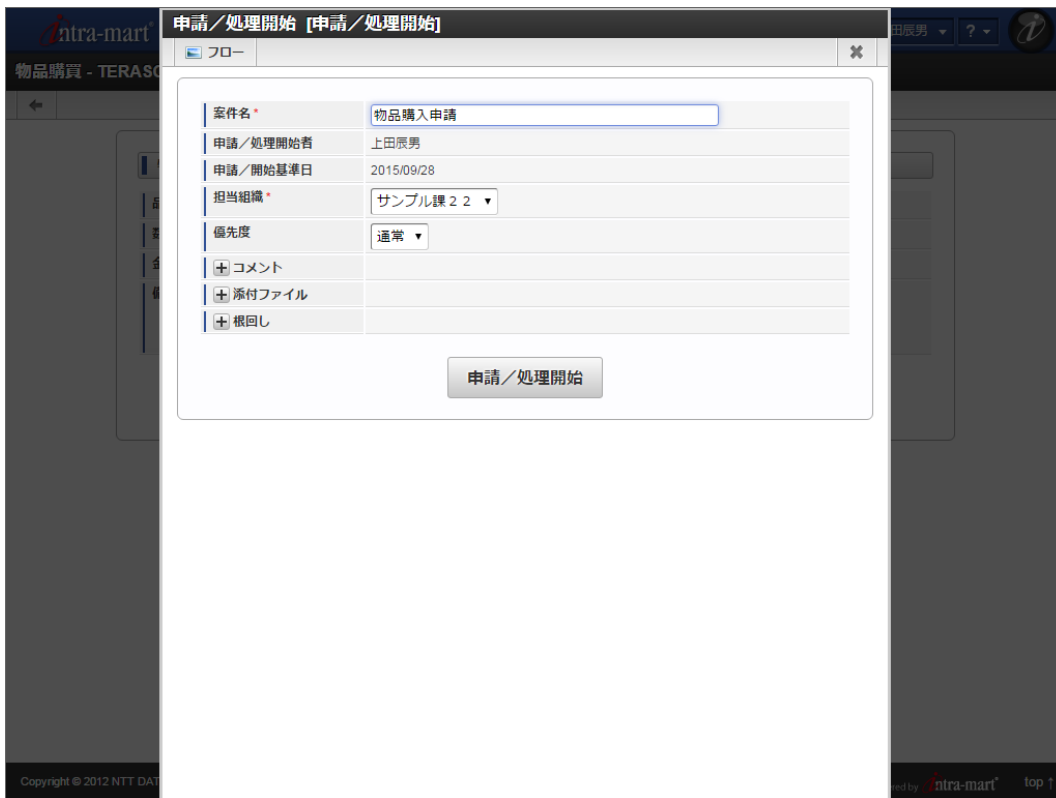 intra-mart
申請／処理開始 [申請／処理開始]
田辰男 ?
フロー
物品購買 - TERASO
案件名 * 物品購入申請
申請／処理開始者 上田辰男
申請／開始基準日 2015/09/28
担当組織 * サンプル課２２
優先度 通常
コメント
添付ファイル
根回し
申請／処理開始
Copyright © 2012 NTT DAT
intra-mart top ↑